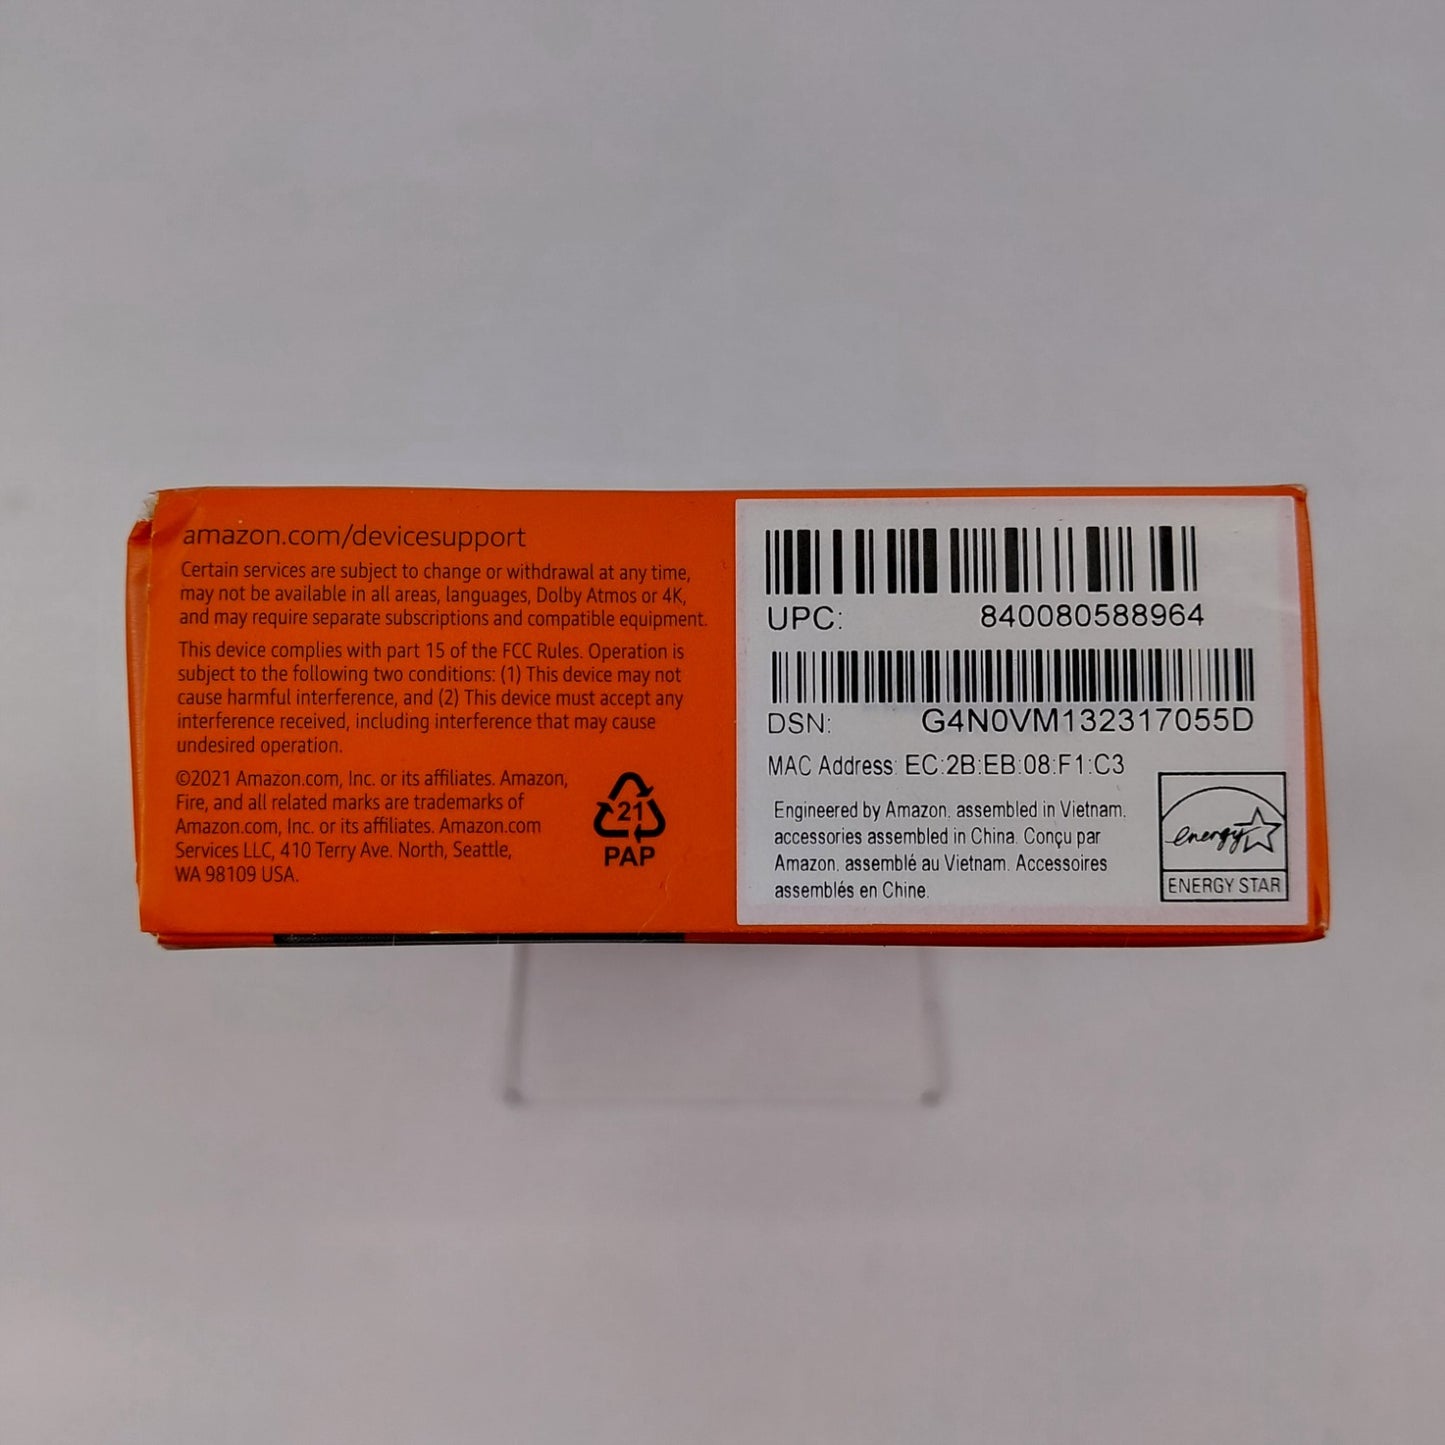 amazon.com/devicesupport
Certain services are subject to change or withdrawal at any time,
may not be available in all areas, languages, Dolby Atmos or 4K,
and may require separate subscriptions and compatible equipment.
This device complies with part 15 of the FCC Rules. Operation is
subject to the following two conditions: (1) This device may not
cause harmful interference, and (2) This device must accept any
interference received, including interference that may cause
undesired operation.
©2021 Amazon.com, Inc. or its affiliates. Amazon,
Fire, and all related marks are trademarks of
Amazon.com, Inc. or its affiliates. Amazon.com
Services LLC, 410 Terry Ave. North, Seattle,
WA 98109 USA.
21
PAP
UPC: 840080588964
DSN: G4N0VM132317055D
MAC Address: EC:2B:EB:08:F1:C3
Engineered by Amazon, assembled in Vietnam,
accessories assembled in China. Conçu par
Amazon, assemblé au Vietnam. Accessoires
assemblés en Chine.
energy
ENERGY STAR